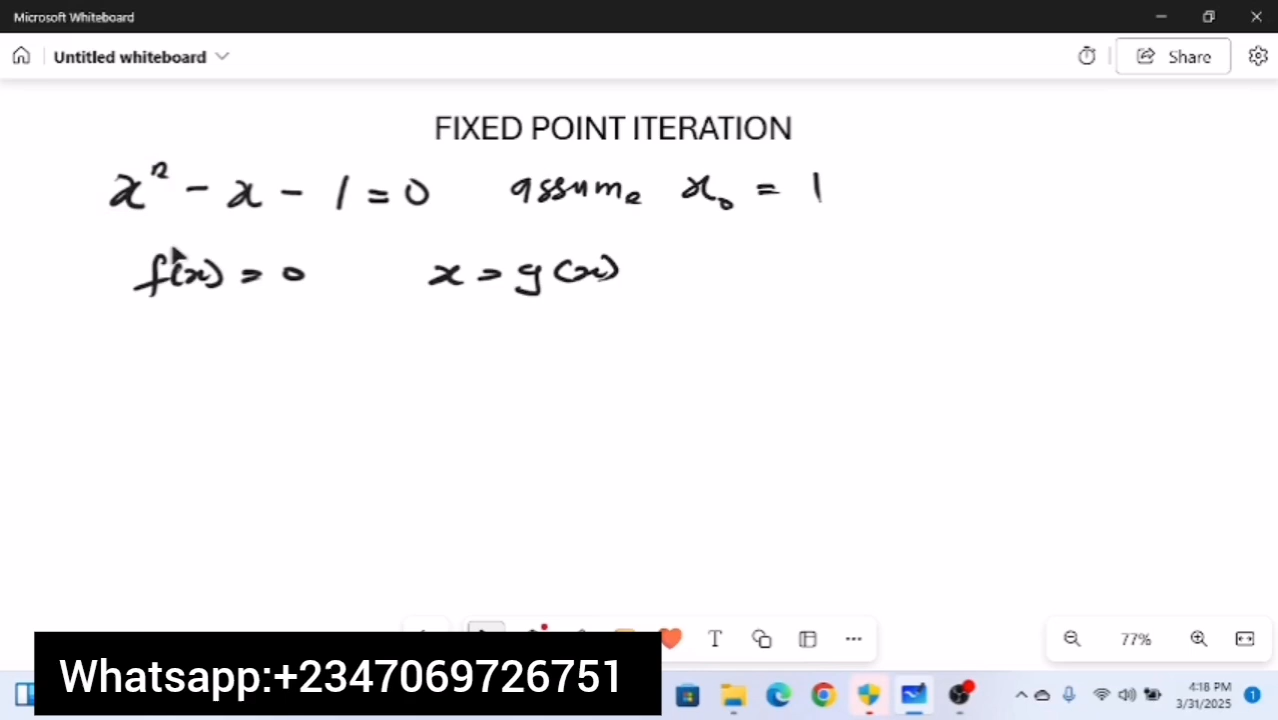 Microsoft Whiteboard
Untitled whiteboard
Share
FIXED POINT ITERATION
x² - x - 1 = 0 assume x₀ = 1
f(x) = 0 x = g(x)
T
77%
Whatsapp:+2347069726751
4:18 PM
3/31/2025
1